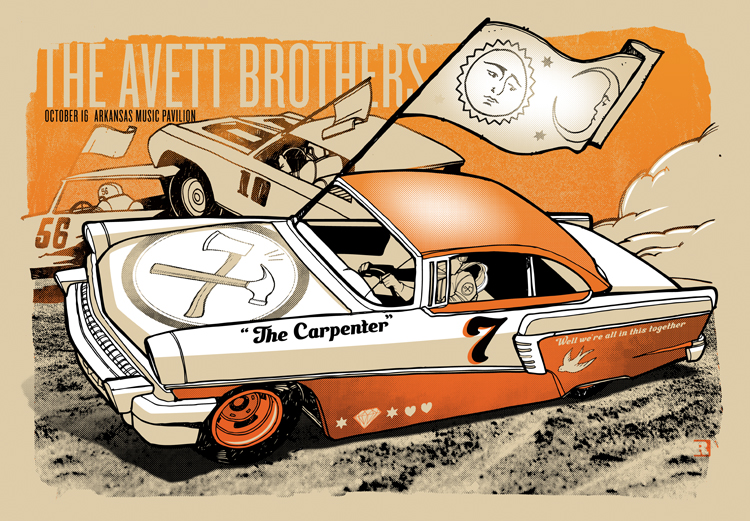 THE AVETT BROTHERS
OCTOBER 16 ARKANSAS MUSIC PAVILION
10
56
56
"The Carpenter"
7
Well we're all in this together
R